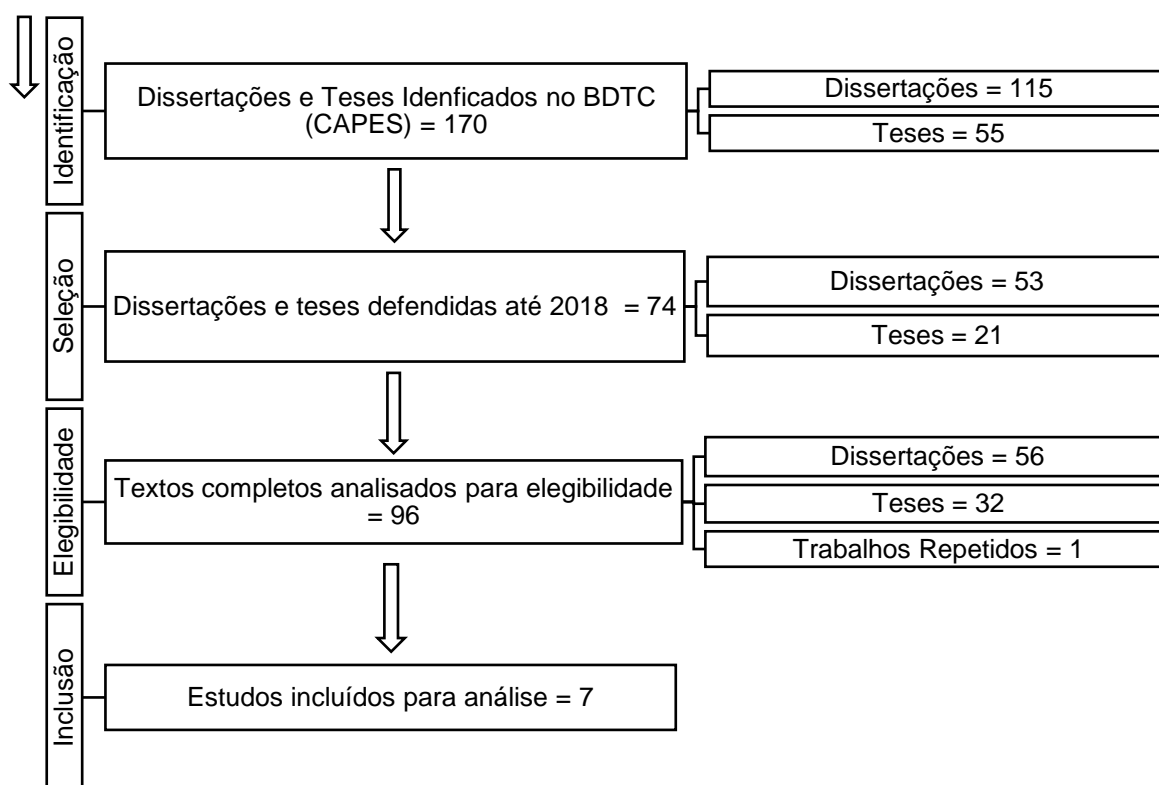 Identificação
Dissertações e Teses Idenficados no BDTC
(CAPES) = 170
Dissertações = 115
Teses = 55
Seleção
Dissertações e teses defendidas até 2018 = 74
Dissertações = 53
Teses = 21
Elegibilidade
Textos completos analisados para elegibilidade
= 96
Dissertações = 56
Teses = 32
Trabalhos Repetidos = 1
Inclusão
Estudos incluídos para análise = 7